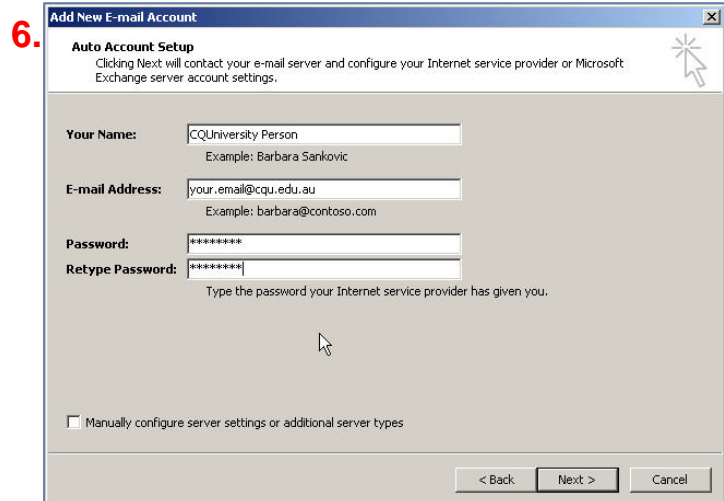 6.
Add New E-mail Account
Auto Account Setup
Clicking Next will contact your e-mail server and configure your Internet service provider or Microsoft
Exchange server account settings.
Your Name:
CQUniversity Person
Example: Barbara Sankovic
E-mail Address:
your.email@cqu.edu.au
Example: barbara@contoso.com
Password:
********
Retype Password:
********
Type the password your Internet service provider has given you.
Manually configure server settings or additional server types
< Back Next > Cancel